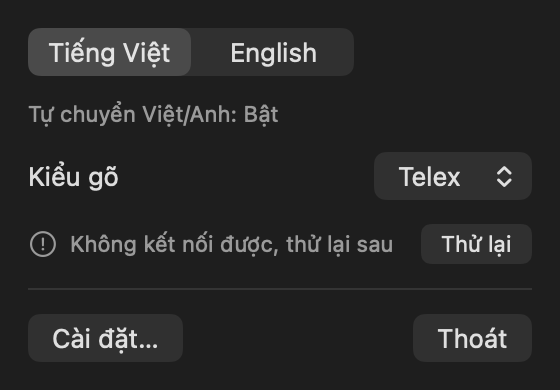 Tiếng Việt English
Tự chuyển Việt/Anh: Bật
Kiểu gõ Telex
Không kết nối được, thử lại sau Thử lại
Cài đặt... Thoát